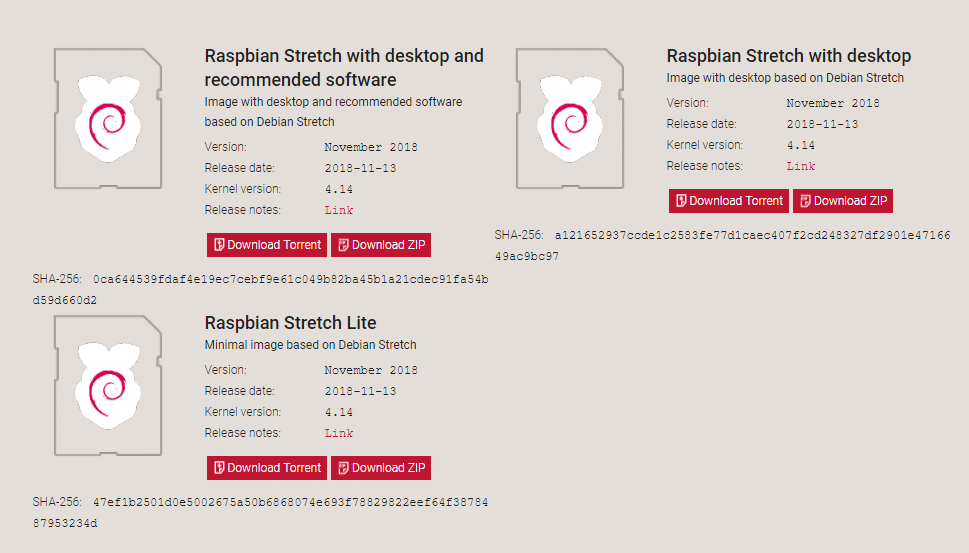 Raspbian Stretch with desktop and
recommended software
Image with desktop and recommended software
based on Debian Stretch
Version: November 2018
Release date: 2018-11-13
Kernel version: 4.14
Release notes: Link
Download Torrent Download ZIP
SHA-256: 0ca644539fdaf4e19ec7cebf9e61c049b82ba45b1a21cdec91fa54b
d59d660d2
Raspbian Stretch with desktop
Image with desktop based on Debian Stretch
Version: November 2018
Release date: 2018-11-13
Kernel version: 4.14
Release notes: Link
Download Torrent Download ZIP
SHA-256: a121652937ccde1c2583fe77d1caec407f2cd248327df2901e47166
49ac9bc97
Raspbian Stretch Lite
Minimal image based on Debian Stretch
Version: November 2018
Release date: 2018-11-13
Kernel version: 4.14
Release notes: Link
Download Torrent Download ZIP
SHA-256: 47ef1b2501d0e5002675a50b6868074e693f78829822eef64f38784
87953234d